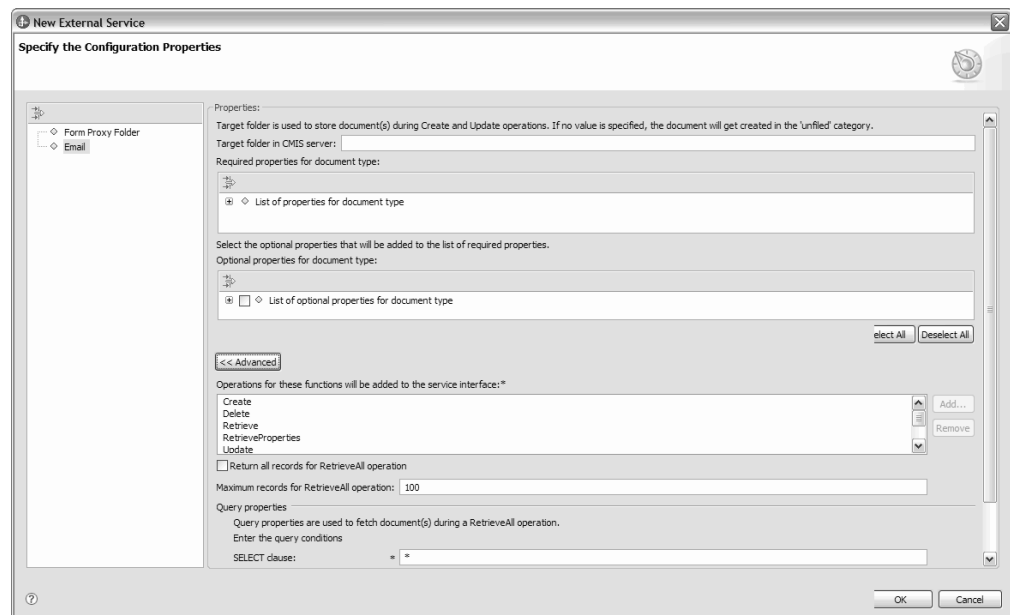 New External Service
Specify the Configuration Properties
Form Proxy Folder
Email
Properties:
Target folder is used to store document(s) during Create and Update operations. If no value is specified, the document will get created in the 'unfiled' category.
Target folder in CMIS server:
Required properties for document type:
List of properties for document type
Select the optional properties that will be added to the list of required properties.
Optional properties for document type:
List of optional properties for document type
elect All Deselect All
<< Advanced
Operations for these functions will be added to the service interface:*
Create
Delete
Retrieve
RetrieveProperties
Update
Add...
Remove
Return all records for RetrieveAll operation
Maximum records for RetrieveAll operation: 100
Query properties
Query properties are used to fetch document(s) during a RetrieveAll operation.
Enter the query conditions
SELECT clause: * *
OK Cancel